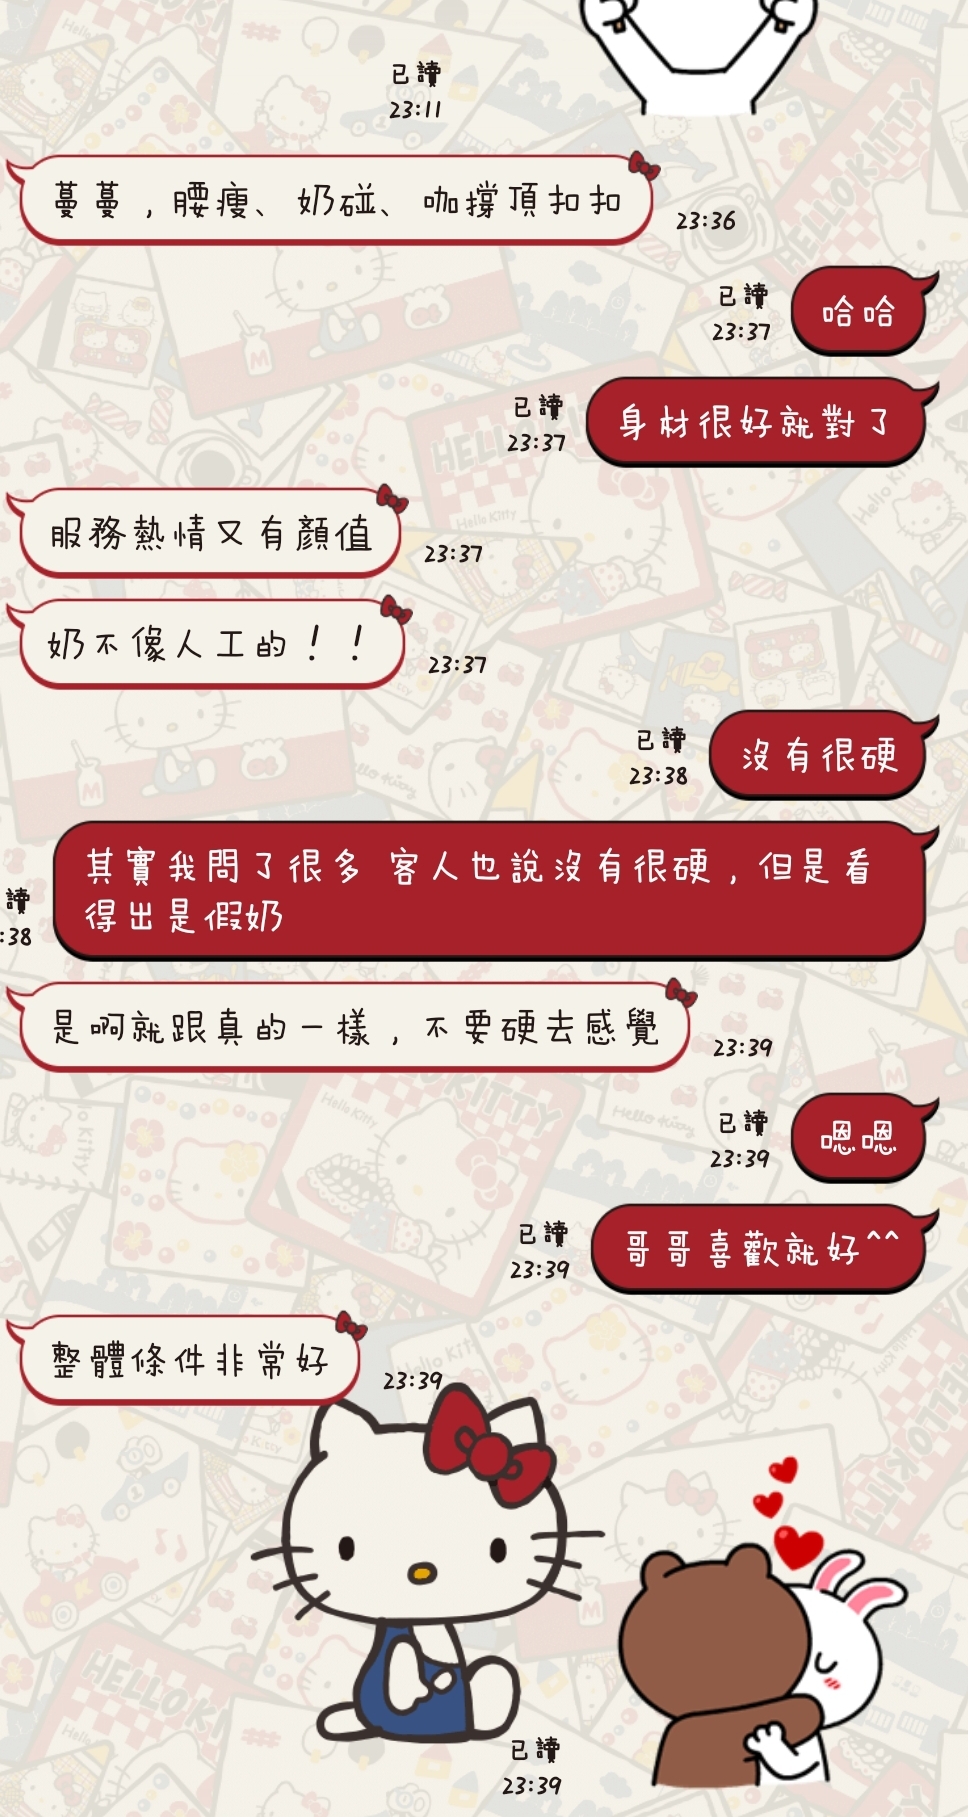 已讀
23:11
蔓蔓,腰瘦、奶碰、咖撐頂扣扣
23:36
哈哈
已讀
23:37
身材很好就對了
已讀
23:37
服務熱情又有顏值
23:37
奶不像人工的!!
23:37
沒有很硬
已讀
23:38
其實我問了很多 客人也說沒有很硬,但是看
得出是假奶
讀
:38
是啊就跟真的一樣,不要硬去感覺
23:39
嗯嗯
已讀
23:39
哥哥喜歡就好^^
已讀
23:39
整體條件非常好
23:39
已讀
23:39